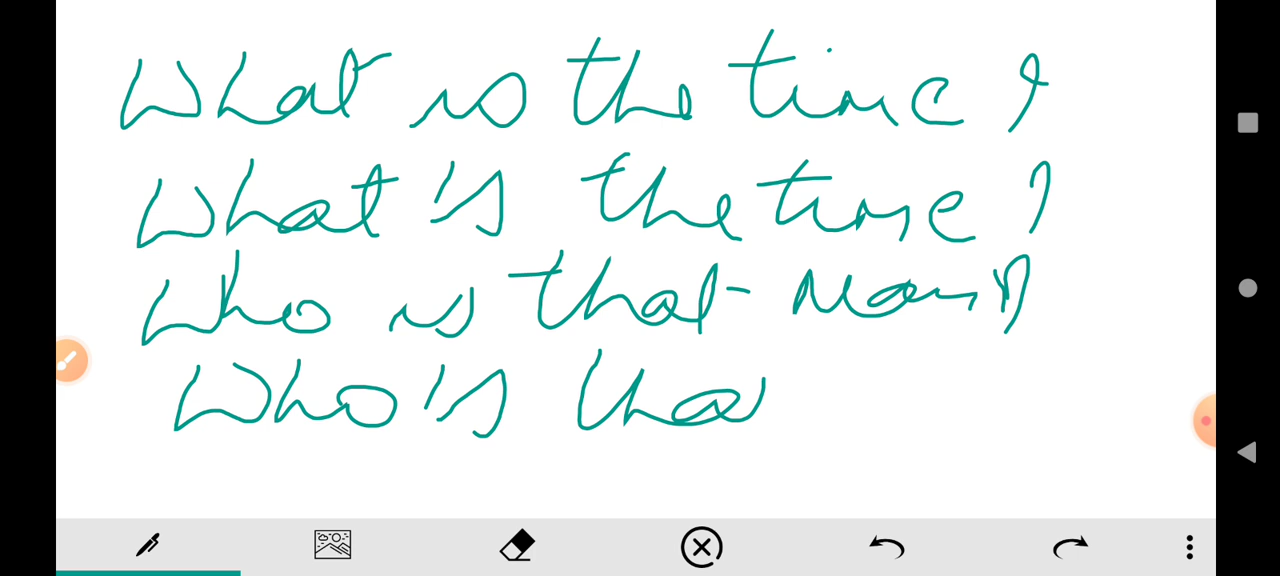 What is the time?
What's the time?
Who is that man?
Who's tha